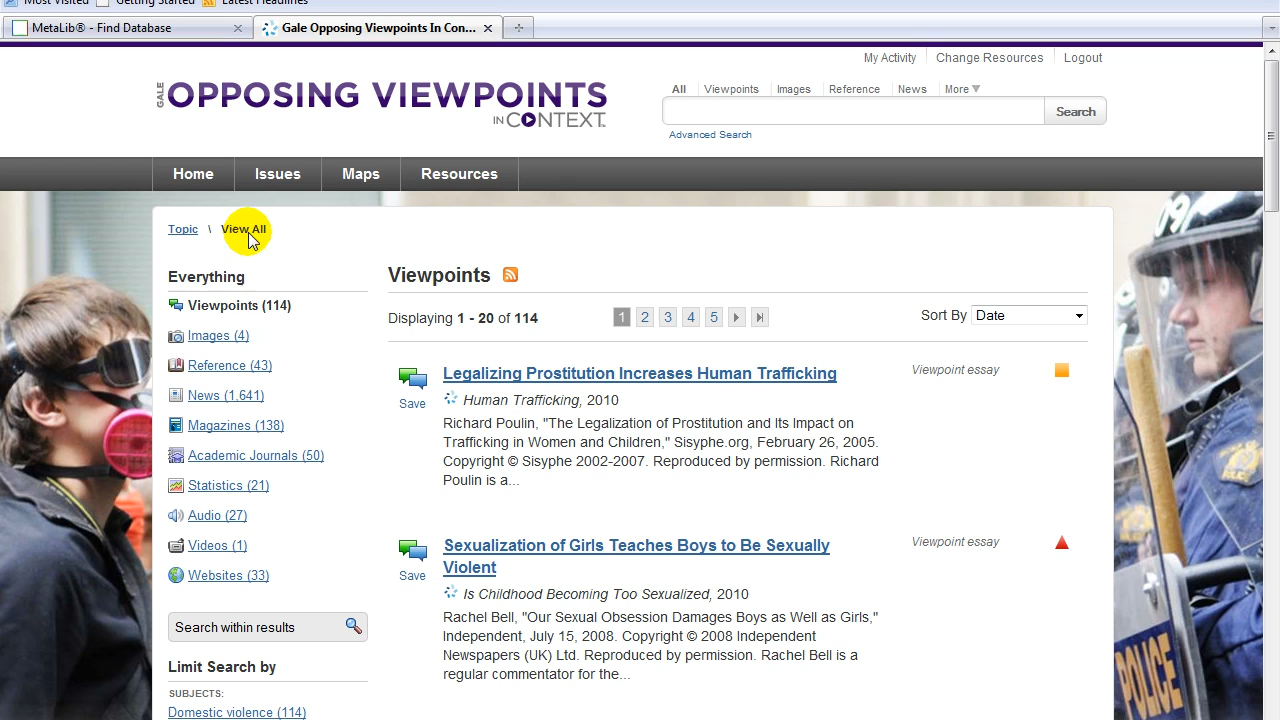 Most Visited Getting Started Latest Headlines
MetaLib® - Find Database Gale Opposing Viewpoints In Con...
My Activity Change Resources Logout
GALE OPPOSING VIEWPOINTS
IN CONTEXT
All Viewpoints Images Reference News More
Search
Advanced Search
Home Issues Maps Resources
Topic \ View All
Everything
Viewpoints (114)
Images (4)
Reference (43)
News (1,641)
Magazines (138)
Academic Journals (50)
Statistics (21)
Audio (27)
Videos (1)
Websites (33)
Search within results
Limit Search by
SUBJECTS:
Domestic violence (114)
Viewpoints
Displaying 1 - 20 of 114 1 2 3 4 5 Sort By Date
Legalizing Prostitution Increases Human Trafficking Viewpoint essay
Save
Human Trafficking, 2010
Richard Poulin, "The Legalization of Prostitution and Its Impact on
Trafficking in Women and Children," Sisyphe.org, February 26, 2005.
Copyright © Sisyphe 2002-2007. Reproduced by permission. Richard
Poulin is a...
Sexualization of Girls Teaches Boys to Be Sexually Viewpoint essay
Violent
Save
Is Childhood Becoming Too Sexualized, 2010
Rachel Bell, "Our Sexual Obsession Damages Boys as Well as Girls,"
Independent, July 15, 2008. Copyright © 2008 Independent
Newspapers (UK) Ltd. Reproduced by permission. Rachel Bell is a
regular commentator for the...
POLICE